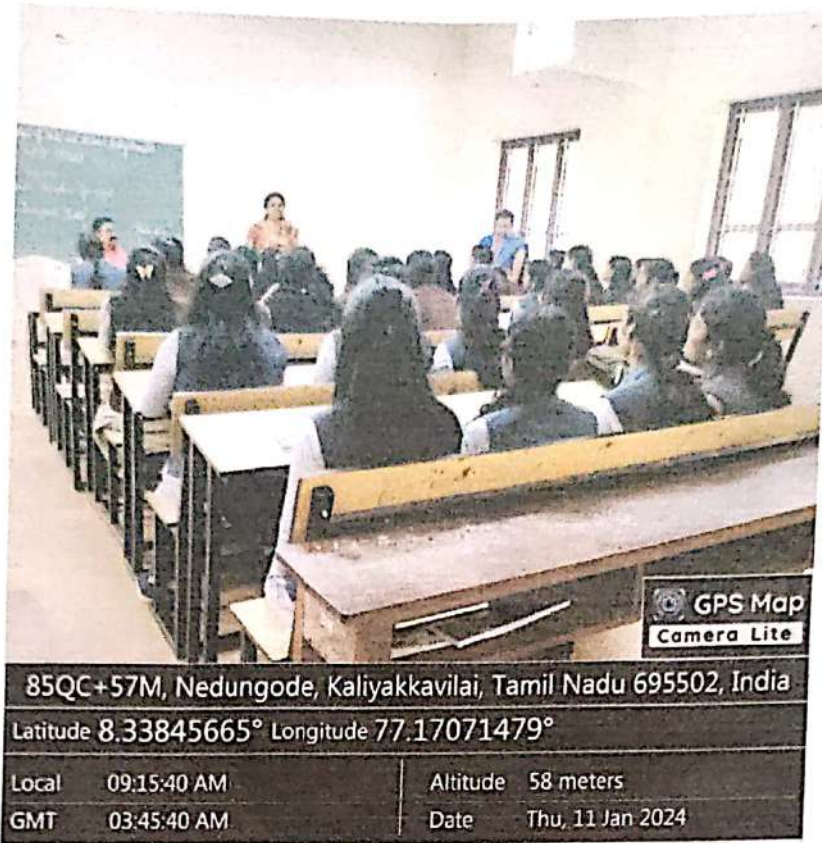 GPS Map
Camera Lite
85QC+57M, Nedungode, Kaliyakkavilai, Tamil Nadu 695502, India
Latitude 8.33845665° Longitude 77.17071479°
Local 09:15:40 AM Altitude 58 meters
GMT 03:45:40 AM Date Thu, 11 Jan 2024